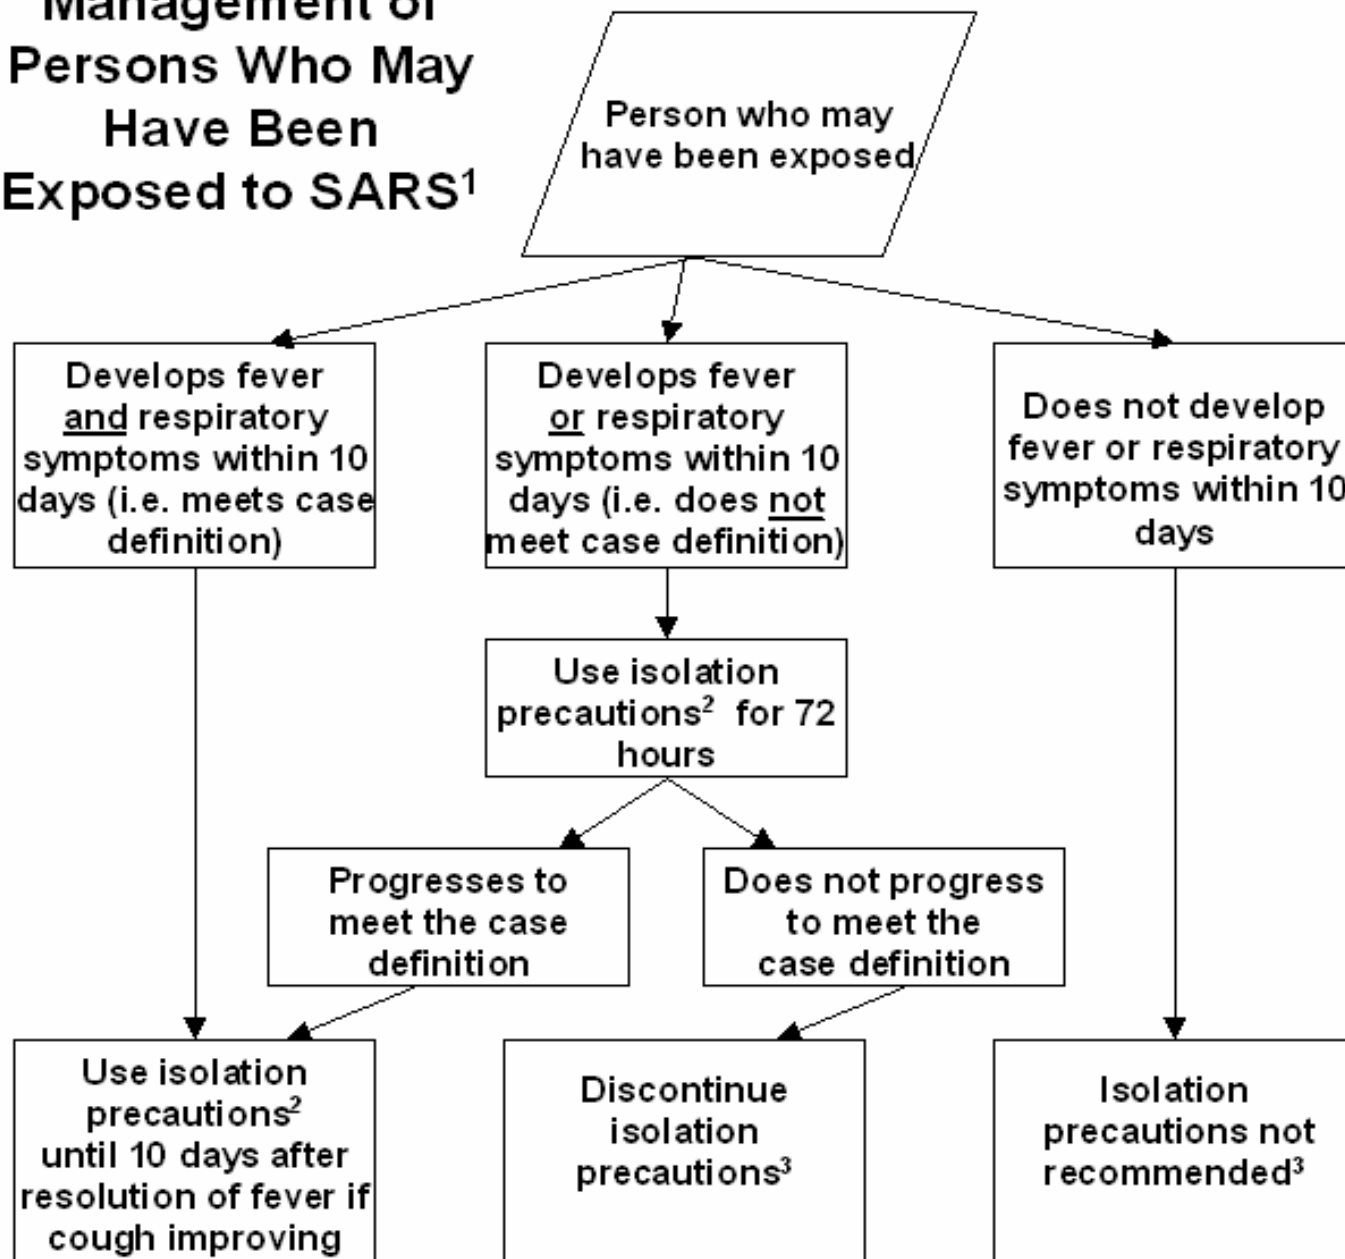 Management of
Persons Who May
Have Been
Exposed to SARS¹
Person who may
have been exposed
Develops fever
and respiratory
symptoms within 10
days (i.e. meets case
definition)
Develops fever
or respiratory
symptoms within 10
days (i.e. does not
meet case definition)
Does not develop
fever or respiratory
symptoms within 10
days
Use isolation
precautions² for 72
hours
Progresses to
meet the case
definition
Does not progress
to meet the
case definition
Use isolation
precautions²
until 10 days after
resolution of fever if
cough improving
Discontinue
isolation
precautions³
Isolation
precautions not
recommended³